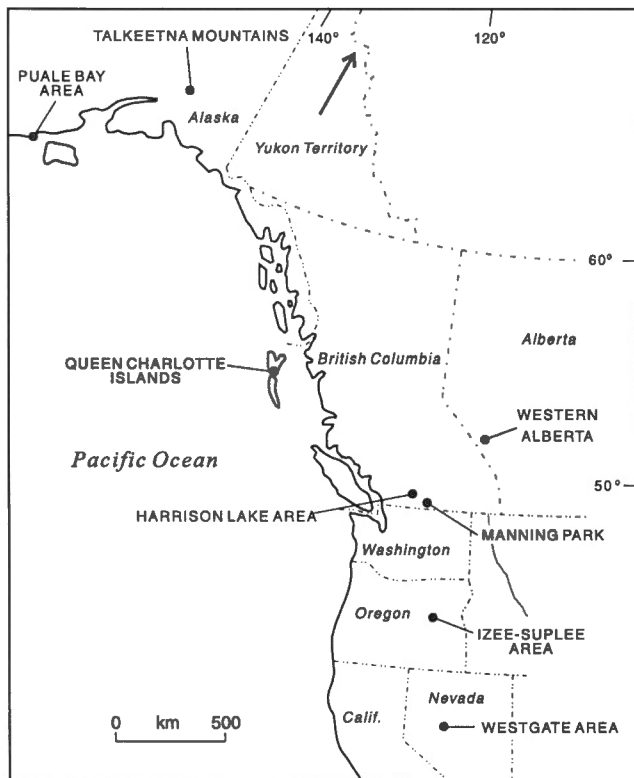 140°
120°
TALKEETNA MOUNTAINS
PUALE BAY
AREA
Alaska
Yukon Territory
60°
British Columbia
Alberta
QUEEN CHARLOTTE
ISLANDS
WESTERN
ALBERTA
Pacific Ocean
50°
HARRISON LAKE AREA
MANNING PARK
Washington
Oregon
IZEE-SUPLEE
AREA
0 km 500
Calif.
Nevada
WESTGATE AREA